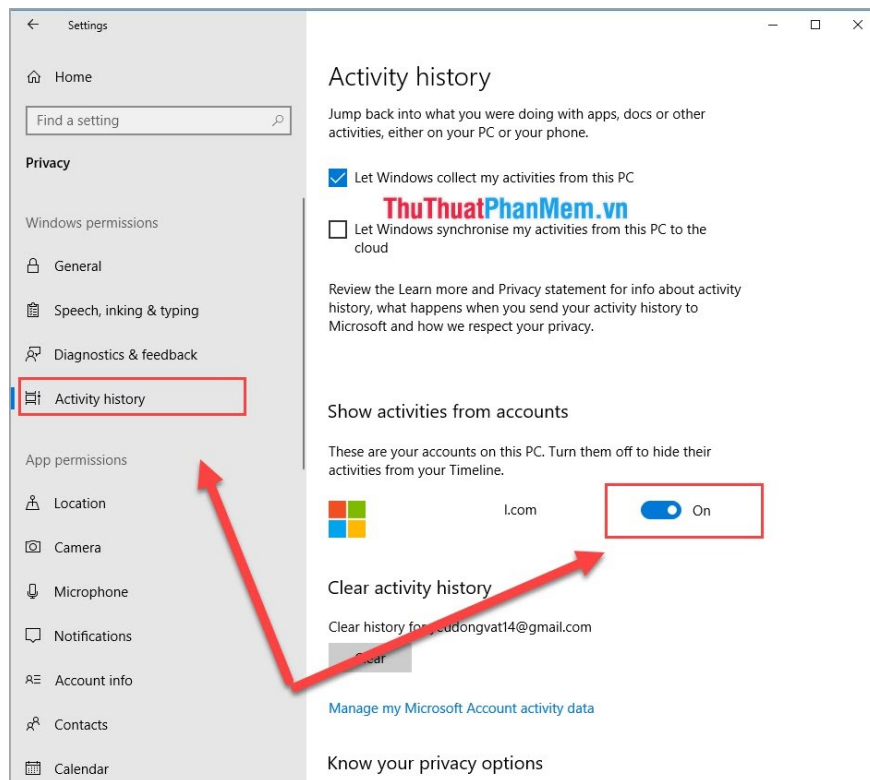 Settings
Home
Find a setting
Privacy
Windows permissions
General
Speech, inking & typing
Diagnostics & feedback
Activity history
App permissions
Location
Camera
Microphone
Notifications
Account info
Contacts
Calendar
Activity history
Jump back into what you were doing with apps, docs or other
activities, either on your PC or your phone.
Let Windows collect my activities from this PC
ThuThuatPhanMem.vn
Let Windows synchronise my activities from this PC to the
cloud
Review the Learn more and Privacy statement for info about activity
history, what happens when you send your activity history to
Microsoft and how we respect your privacy.
Show activities from accounts
These are your accounts on this PC. Turn them off to hide their
activities from your Timeline.
l.com
On
Clear activity history
Clear history for
Clear
Manage my Microsoft Account activity data
Know your privacy options